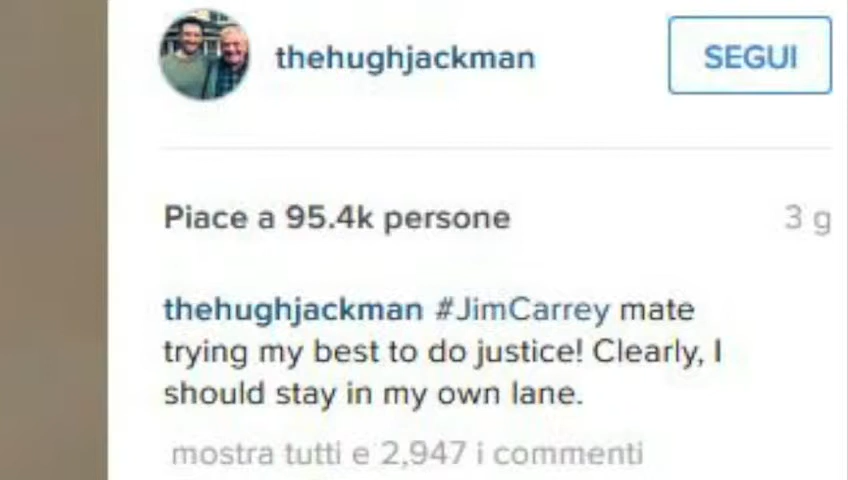 thehughjackman
SEGUI
Piace a 95.4k persone
3 g
thehughjackman #JimCarrey mate
trying my best to do justice! Clearly, I
should stay in my own lane.
mostra tutti e 2,947 i commenti